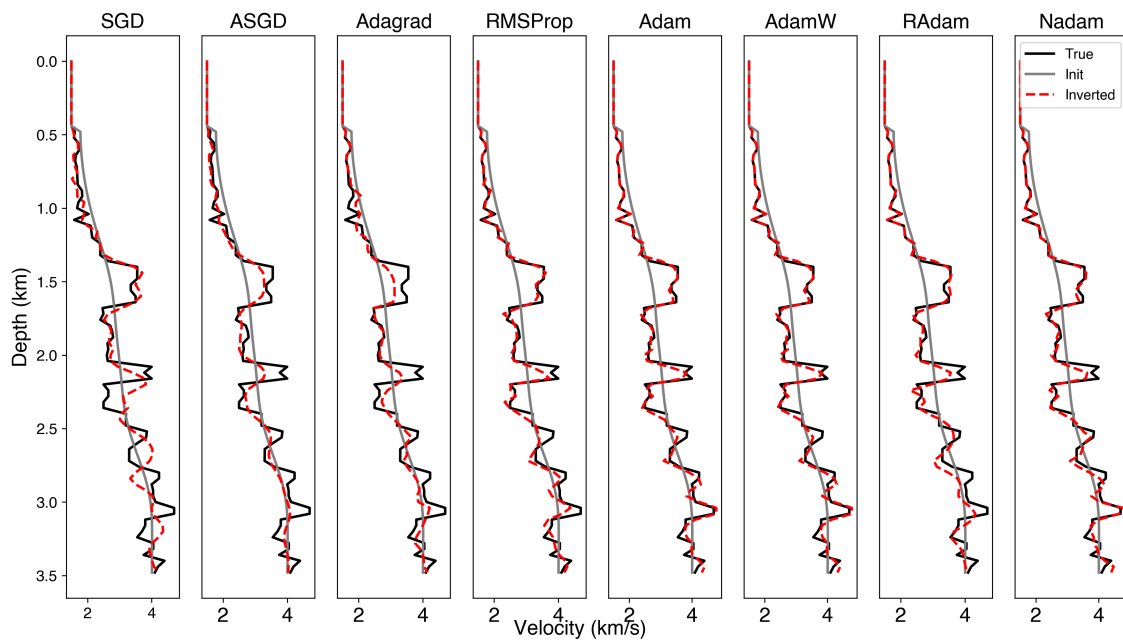 SGD ASGD Adagrad RMSProp Adam AdamW RAdam Nadam
True
Init
Inverted
0.0
0.5
1.0
1.5
2.0
2.5
3.0
3.5
Depth (km)
2 4 2 4 2 4 2 4 2 4 2 4 2 4 2 4
Velocity (km/s)